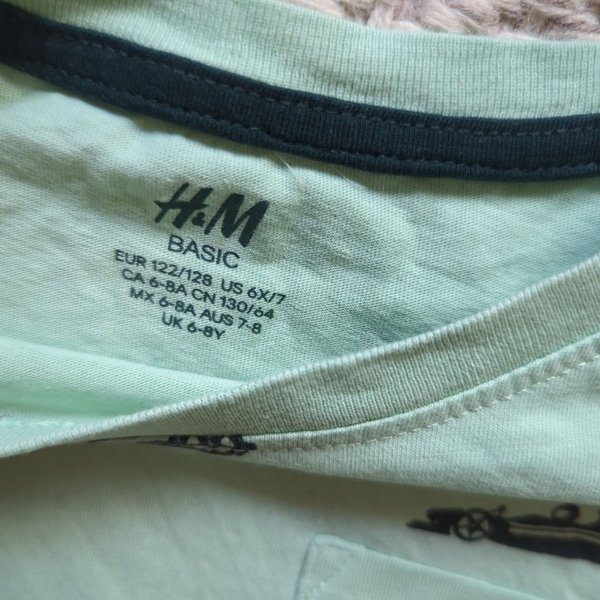 H&M
BASIC
EUR 122/128 US 6X/7
CA 6-8A CN 130/64
MX 6-8A AUS 7-8
UK 6-8Y